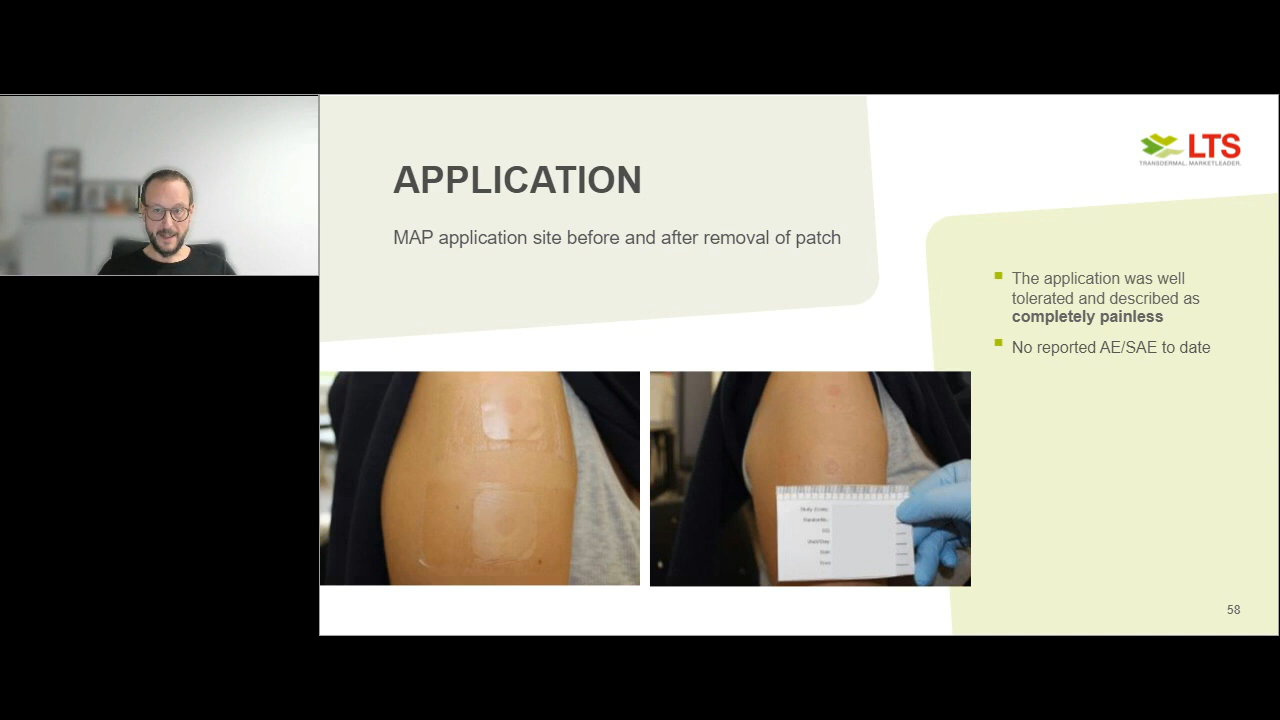 LTS
TRANSDERMAL. MARKETLEADER.
APPLICATION
MAP application site before and after removal of patch
The application was well
tolerated and described as
completely painless
No reported AE/SAE to date
58